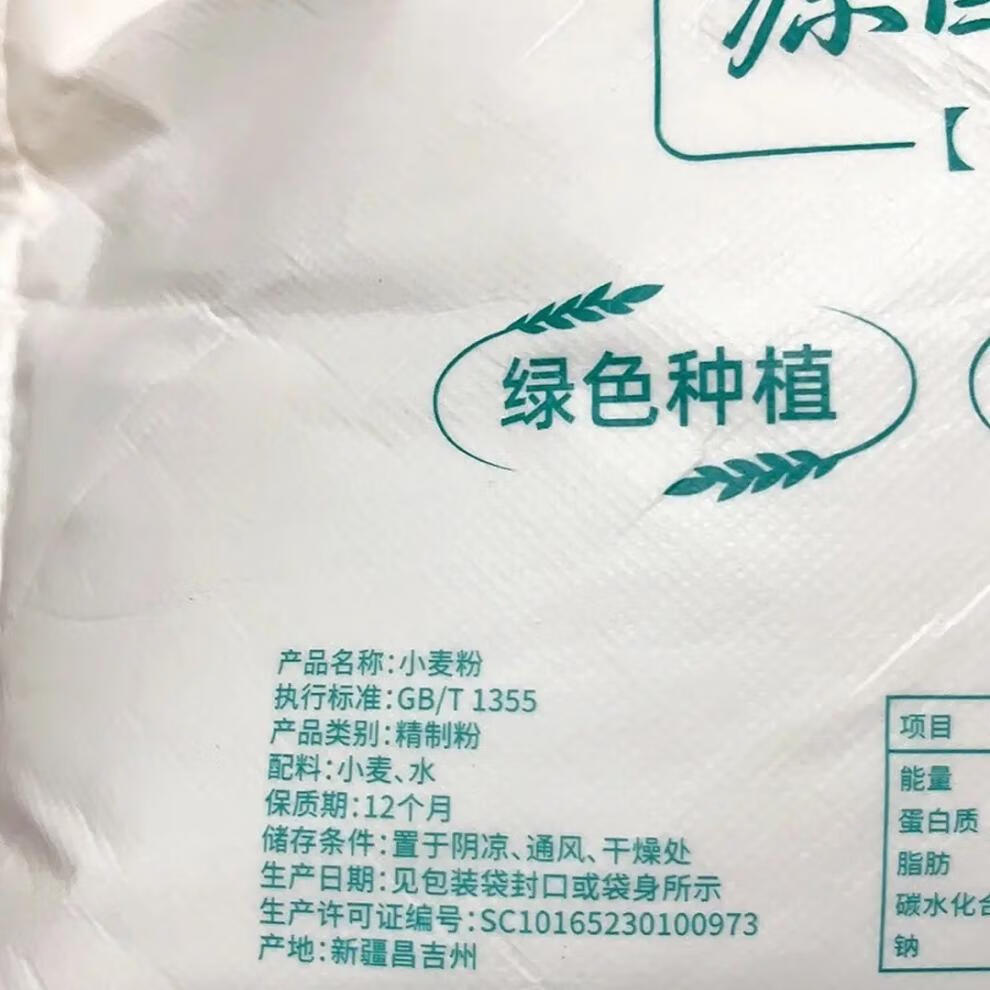 绿色种植
产品名称:小麦粉
执行标准:GB/T 1355
产品类别:精制粉
配料:小麦、水
保质期:12个月
储存条件:置于阴凉、通风、干燥处
生产日期:见包装袋封口或袋身所示
生产许可证编号:SC10165230100973
产地:新疆昌吉州
项目
能量
蛋白质
脂肪
碳水化合
钠